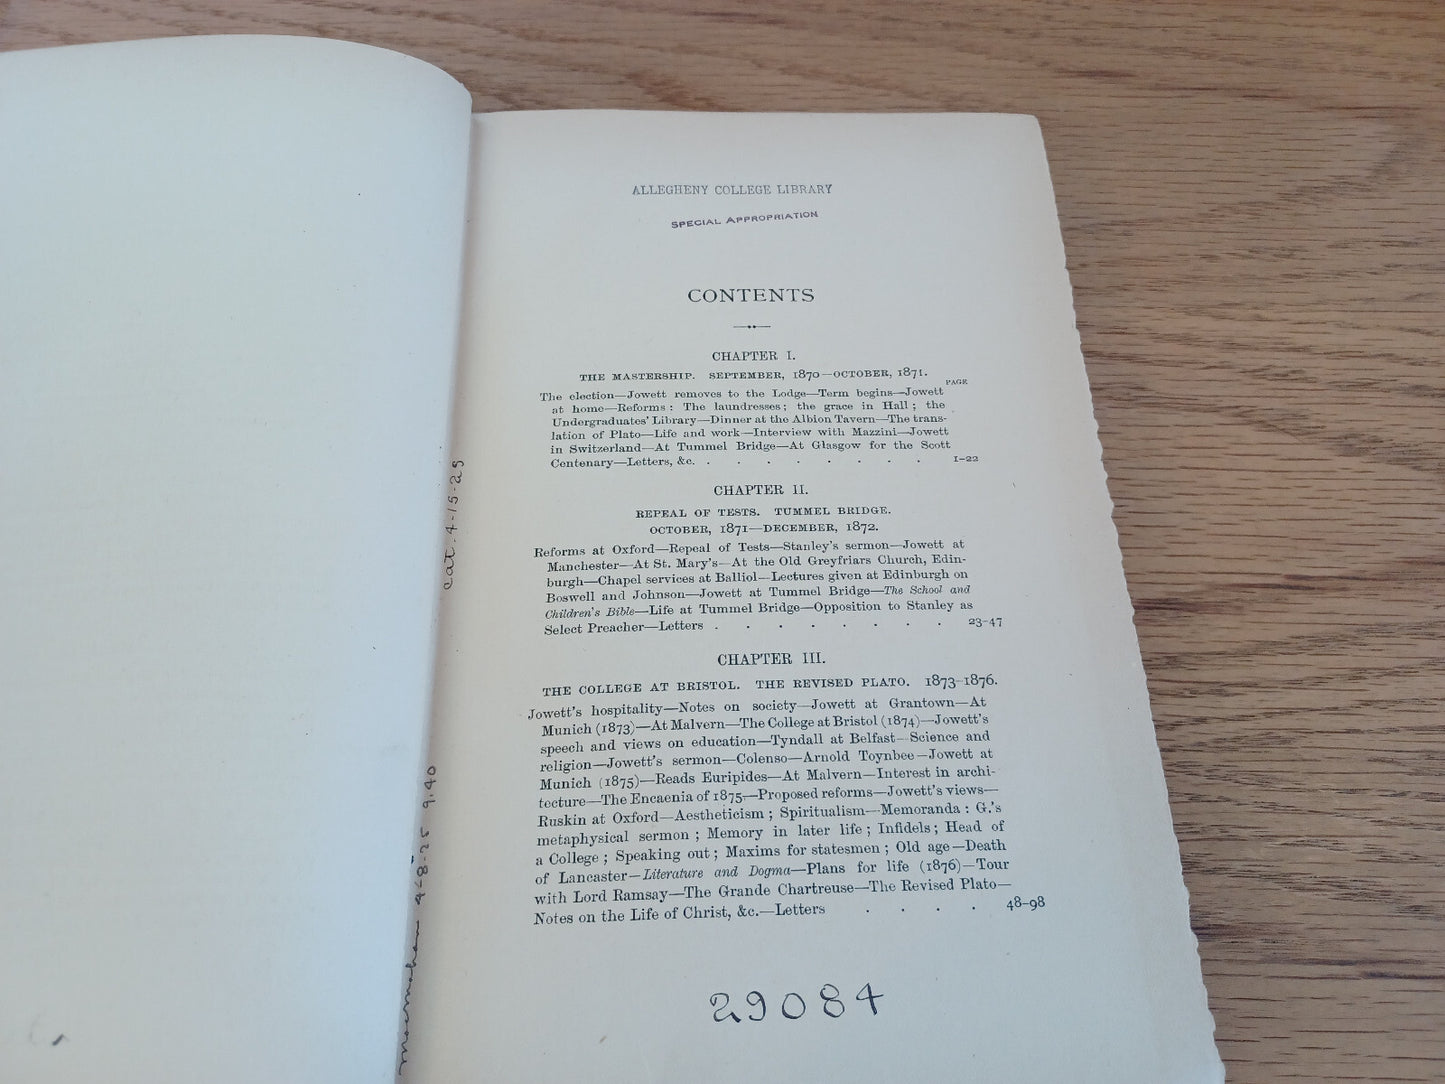 ALLEGHENY COLLEGE LIBRARY
SPECIAL APPROPRIATION
CONTENTS
CHAPTER I.
THE MASTERSHIP. SEPTEMBER, 1870—OCTOBER, 1871.
PAGE
The election—Jowett removes to the Lodge—Term begins—Jowett
at home—Reforms: The laundresses; the grace in Hall; the
Undergraduates' Library—Dinner at the Albion Tavern—The trans-
lation of Plato—Life and work—Interview with Mazzini—Jowett
in Switzerland—At Tummel Bridge—At Glasgow for the Scott
Centenary—Letters, &c. . . . . . . . . 1-22
CHAPTER II.
REPEAL OF TESTS. TUMMEL BRIDGE.
OCTOBER, 1871—DECEMBER, 1872.
Reforms at Oxford—Repeal of Tests—Stanley's sermon—Jowett at
Manchester—At St. Mary's—At the Old Greyfriars Church, Edin-
burgh—Chapel services at Balliol—Lectures given at Edinburgh on
Boswell and Johnson—Jowett at Tummel Bridge—The School and
Children's Bible—Life at Tummel Bridge—Opposition to Stanley as
Select Preacher—Letters . . . . . . . . 23-47
CHAPTER III.
THE COLLEGE AT BRISTOL. THE REVISED PLATO. 1873-1876.
Jowett's hospitality—Notes on society—Jowett at Grantown—At
Munich (1873)—At Malvern—The College at Bristol (1874)—Jowett's
speech and views on education—Tyndall at Belfast—Science and
religion—Jowett's sermon—Colenso—Arnold Toynbee—Jowett at
Munich (1875)—Reads Euripides—At Malvern—Interest in archi-
tecture—The Encaenia of 1875—Proposed reforms—Jowett's views—
Ruskin at Oxford—Aestheticism; Spiritualism—Memoranda: G.'s
metaphysical sermon; Memory in later life; Infidels; Head of
a College; Speaking out; Maxims for statesmen; Old age—Death
of Lancaster—Literature and Dogma—Plans for life (1876)—Tour
with Lord Ramsay—The Grande Chartreuse—The Revised Plato—
Notes on the Life of Christ, &c.—Letters . . . . 48-98
29084
cat. 4-15-25
4-8-25 9.40